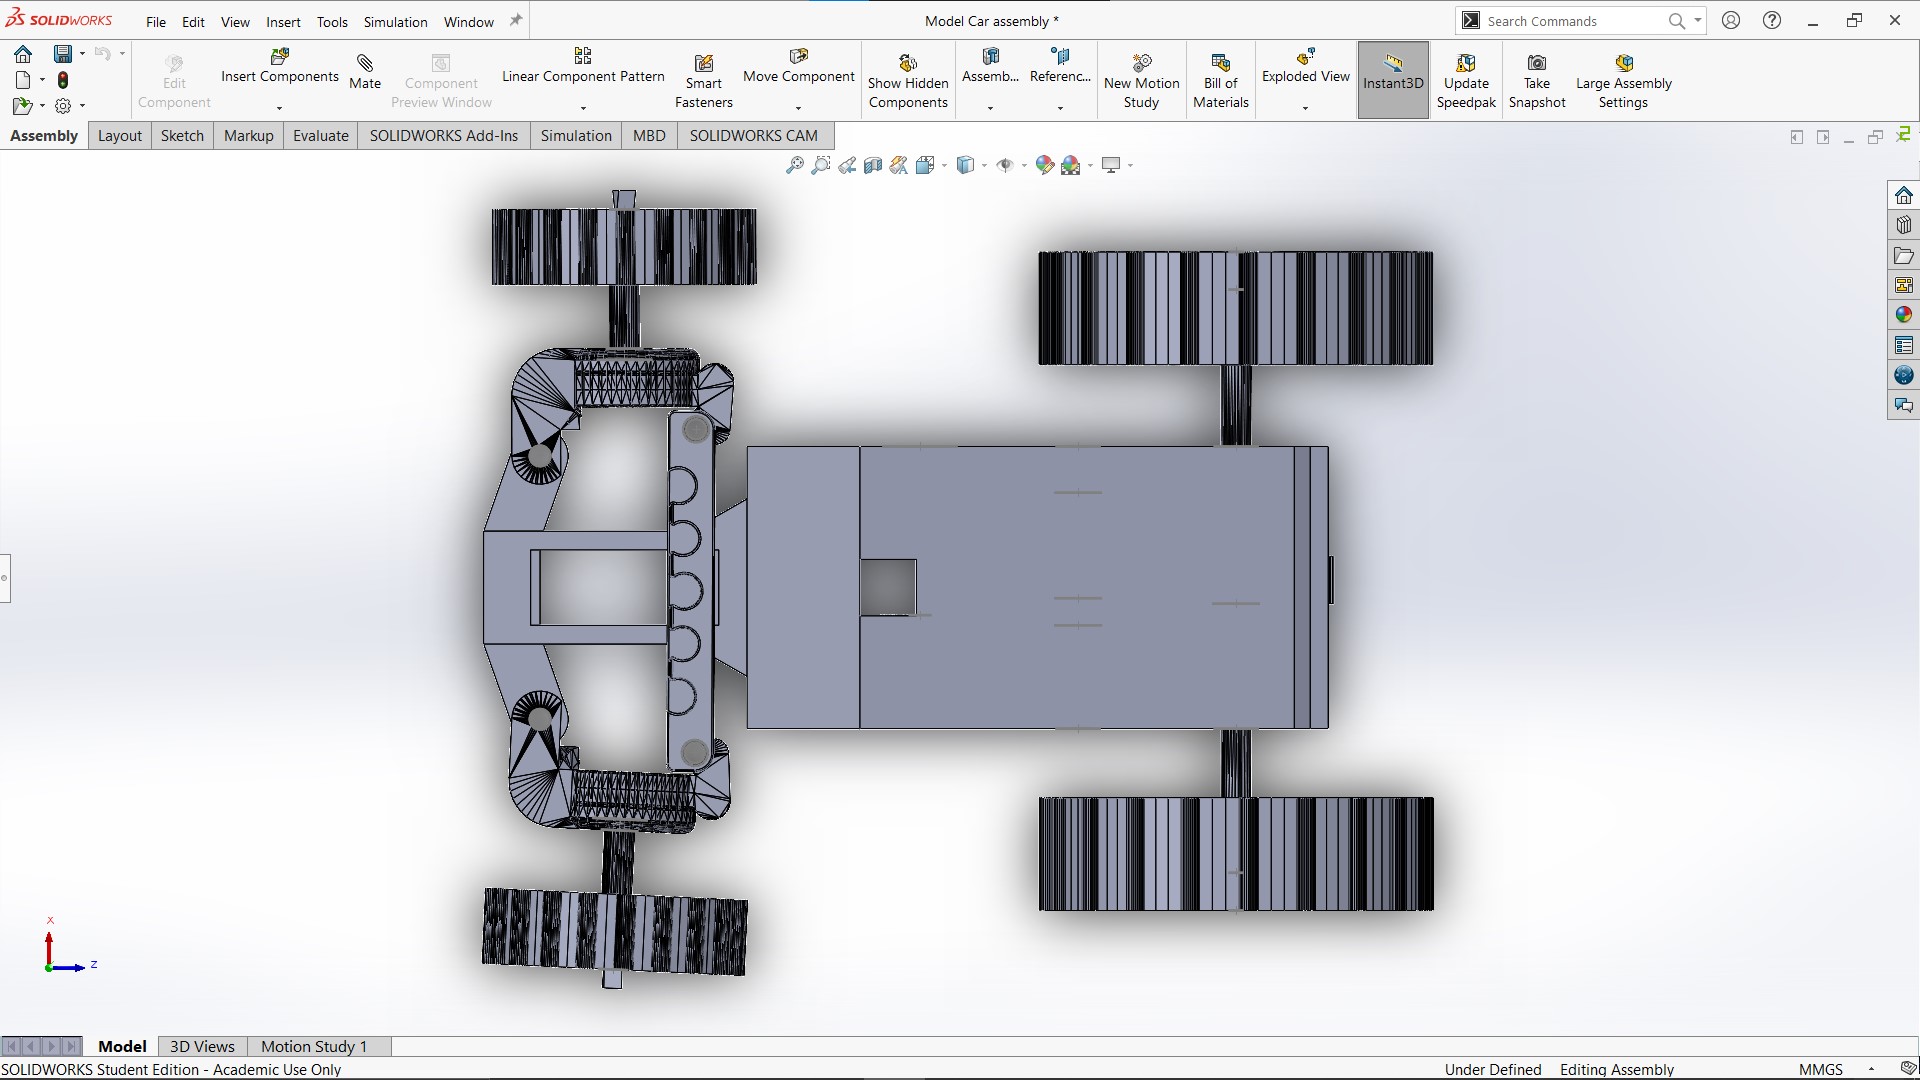 SOLIDWORKS
File Edit View Insert Tools Simulation Window
Model Car assembly *
Search Commands
Edit Component
Insert Components
Mate
Component Preview Window
Linear Component Pattern
Smart Fasteners
Move Component
Show Hidden Components
Assemb...
Referenc...
New Motion Study
Bill of Materials
Exploded View
Instant3D
Update Speedpak
Take Snapshot
Large Assembly Settings
Assembly Layout Sketch Markup Evaluate SOLIDWORKS Add-Ins Simulation MBD SOLIDWORKS CAM
X
Z
Model 3D Views Motion Study 1
SOLIDWORKS Student Edition - Academic Use Only
Under Defined Editing Assembly MMGS